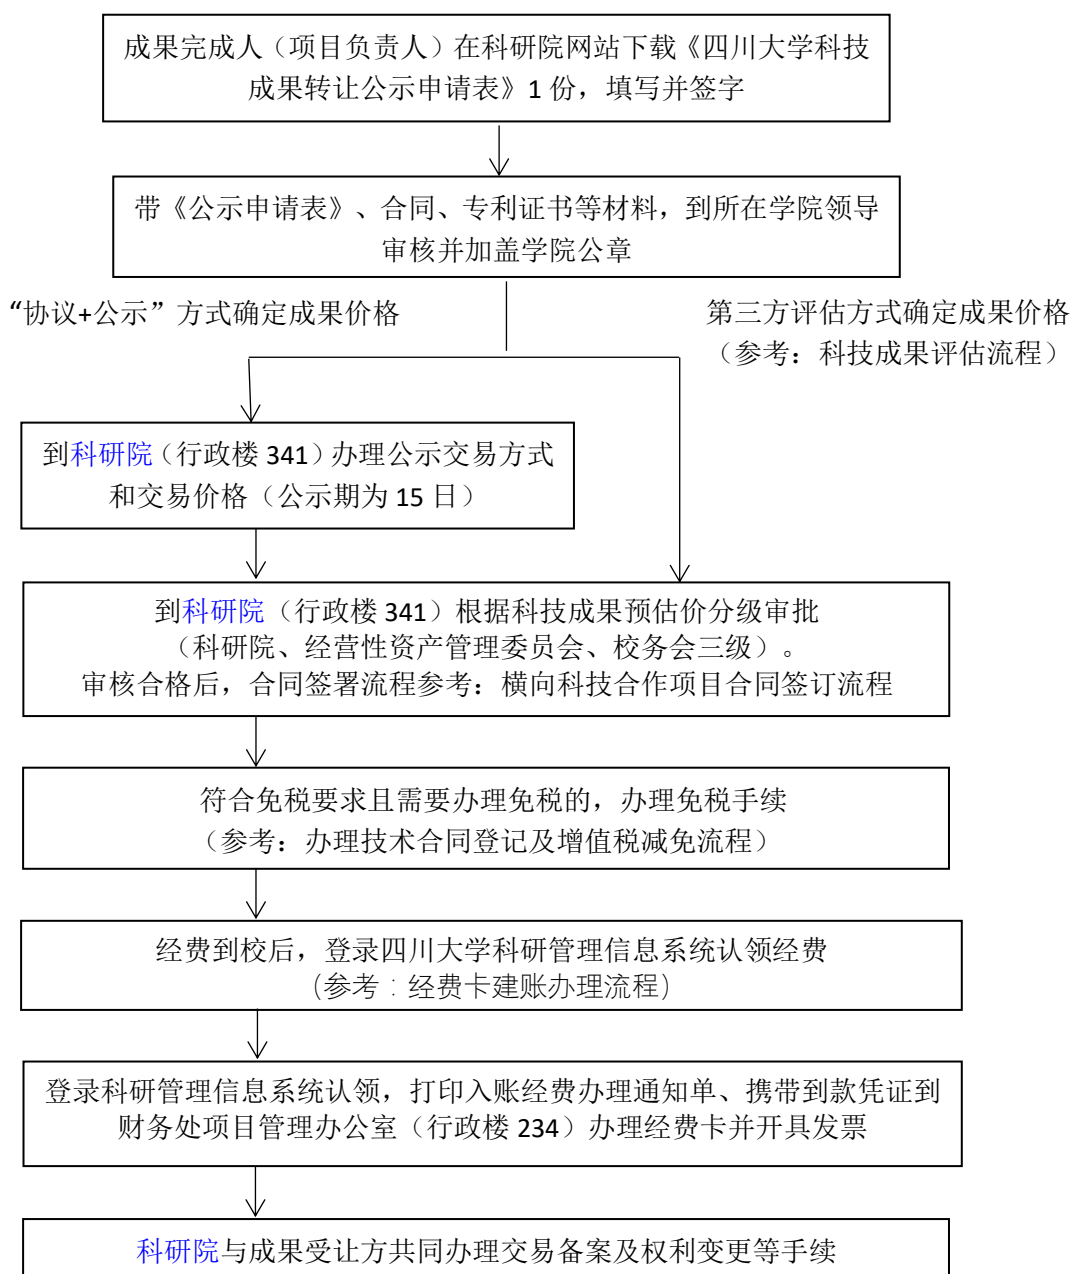 成果完成人（项目负责人）在科研院网站下载《四川大学科技
成果转让公示申请表》1 份，填写并签字
带《公示申请表》、合同、专利证书等材料，到所在学院领导
审核并加盖学院公章
“协议+公示”方式确定成果价格
第三方评估方式确定成果价格
（参考：科技成果评估流程）
到科研院（行政楼 341）办理公示交易方式
和交易价格（公示期为 15 日）
到科研院（行政楼 341）根据科技成果预估价分级审批
（科研院、经营性资产管理委员会、校务会三级）。
审核合格后，合同签署流程参考：横向科技合作项目合同签订流程
符合免税要求且需要办理免税的，办理免税手续
（参考：办理技术合同登记及增值税减免流程）
经费到校后，登录四川大学科研管理信息系统认领经费
（参考：经费卡建账办理流程）
登录科研管理信息系统认领，打印入账经费办理通知单、携带到款凭证到
财务处项目管理办公室（行政楼 234）办理经费卡并开具发票
科研院与成果受让方共同办理交易备案及权利变更等手续